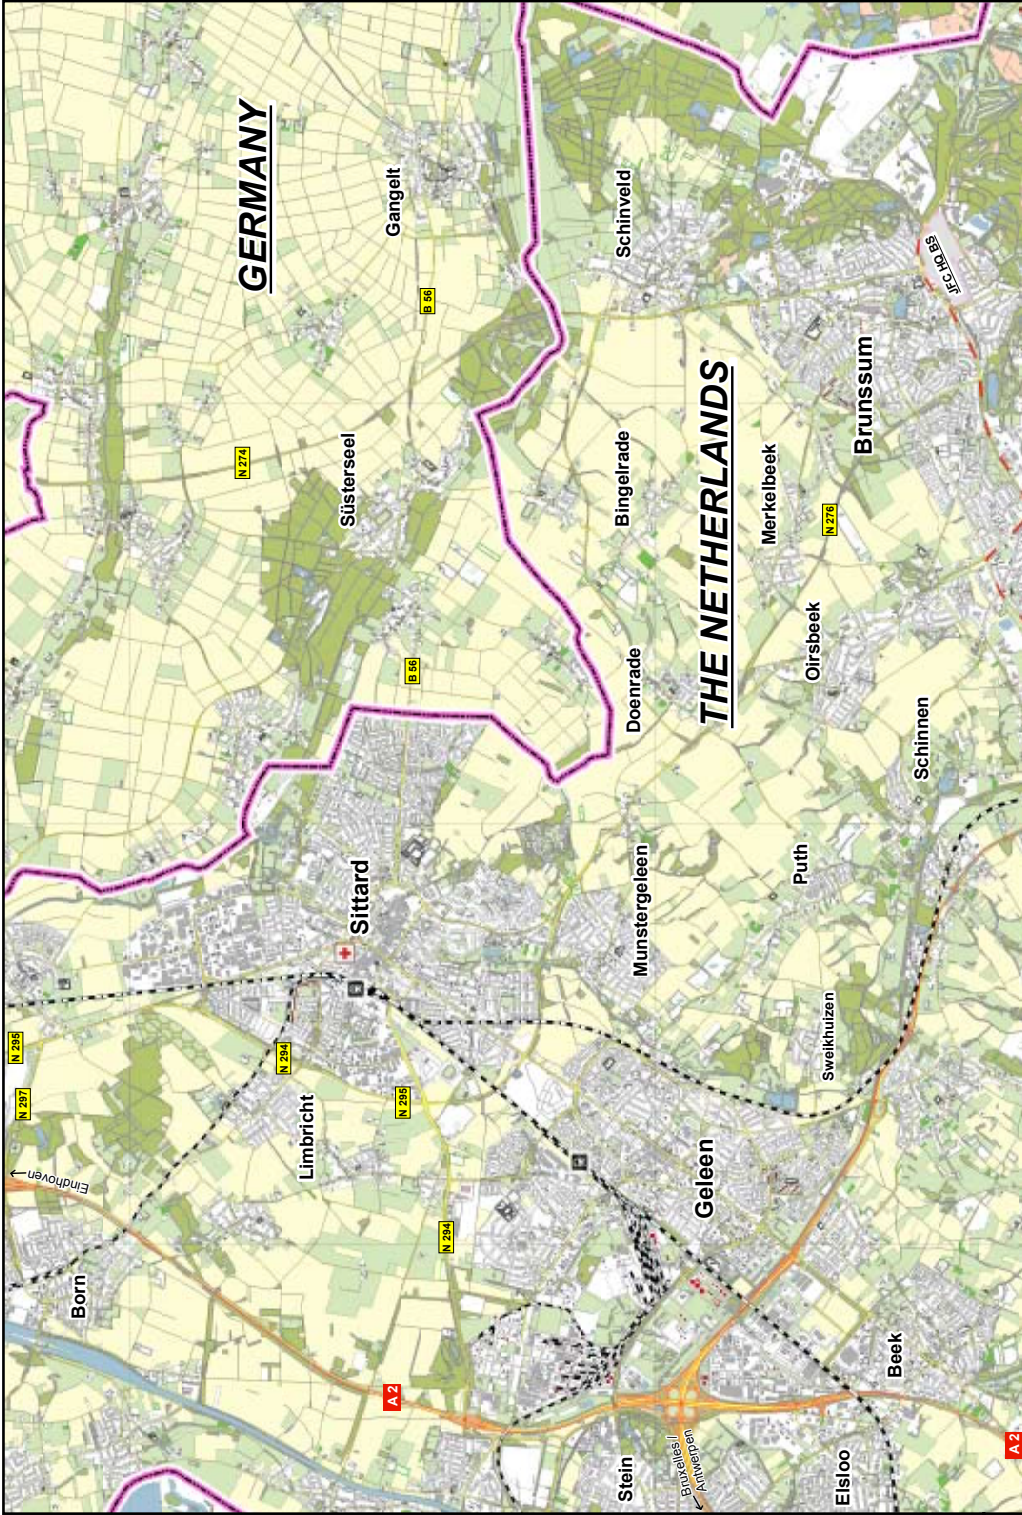 N 295
N 297
Eindhoven
Born
N 294
Limbricht
N 295
N 294
A 2
Sittard
GERMANY
N 274
Gangelt
B 56
Süsterseel
B 56
Schinveld
Bingelrade
Doenrade
Munstergeleen
Stein
Bruxelles /
Antwerpen
Geleen
THE NETHERLANDS
Merkelbeek
N 276
Oirsbeek
Puth
Sweikhuizen
Brunssum
JFC HQ BS
Schinnen
Beek
Elsloo
A 2